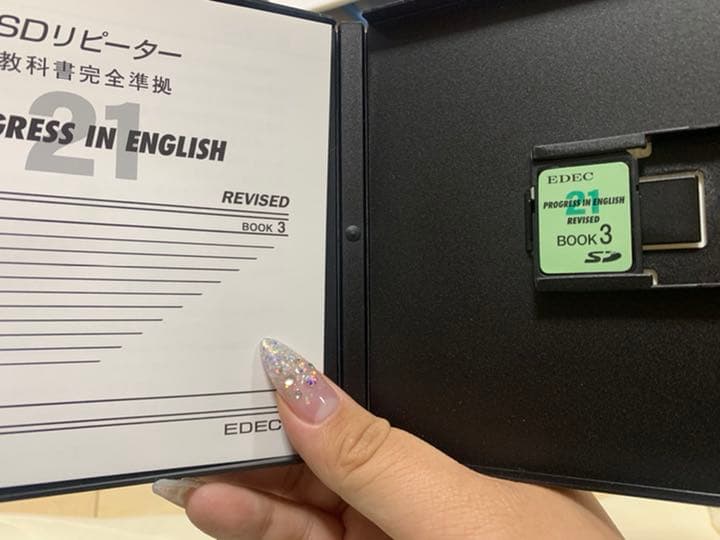 SDリピーター
教科書完全準拠
21
GRESS IN ENGLISH
REVISED
BOOK 3
EDEC
EDEC
21
PROGRESS IN ENGLISH
REVISED
BOOK 3
SD